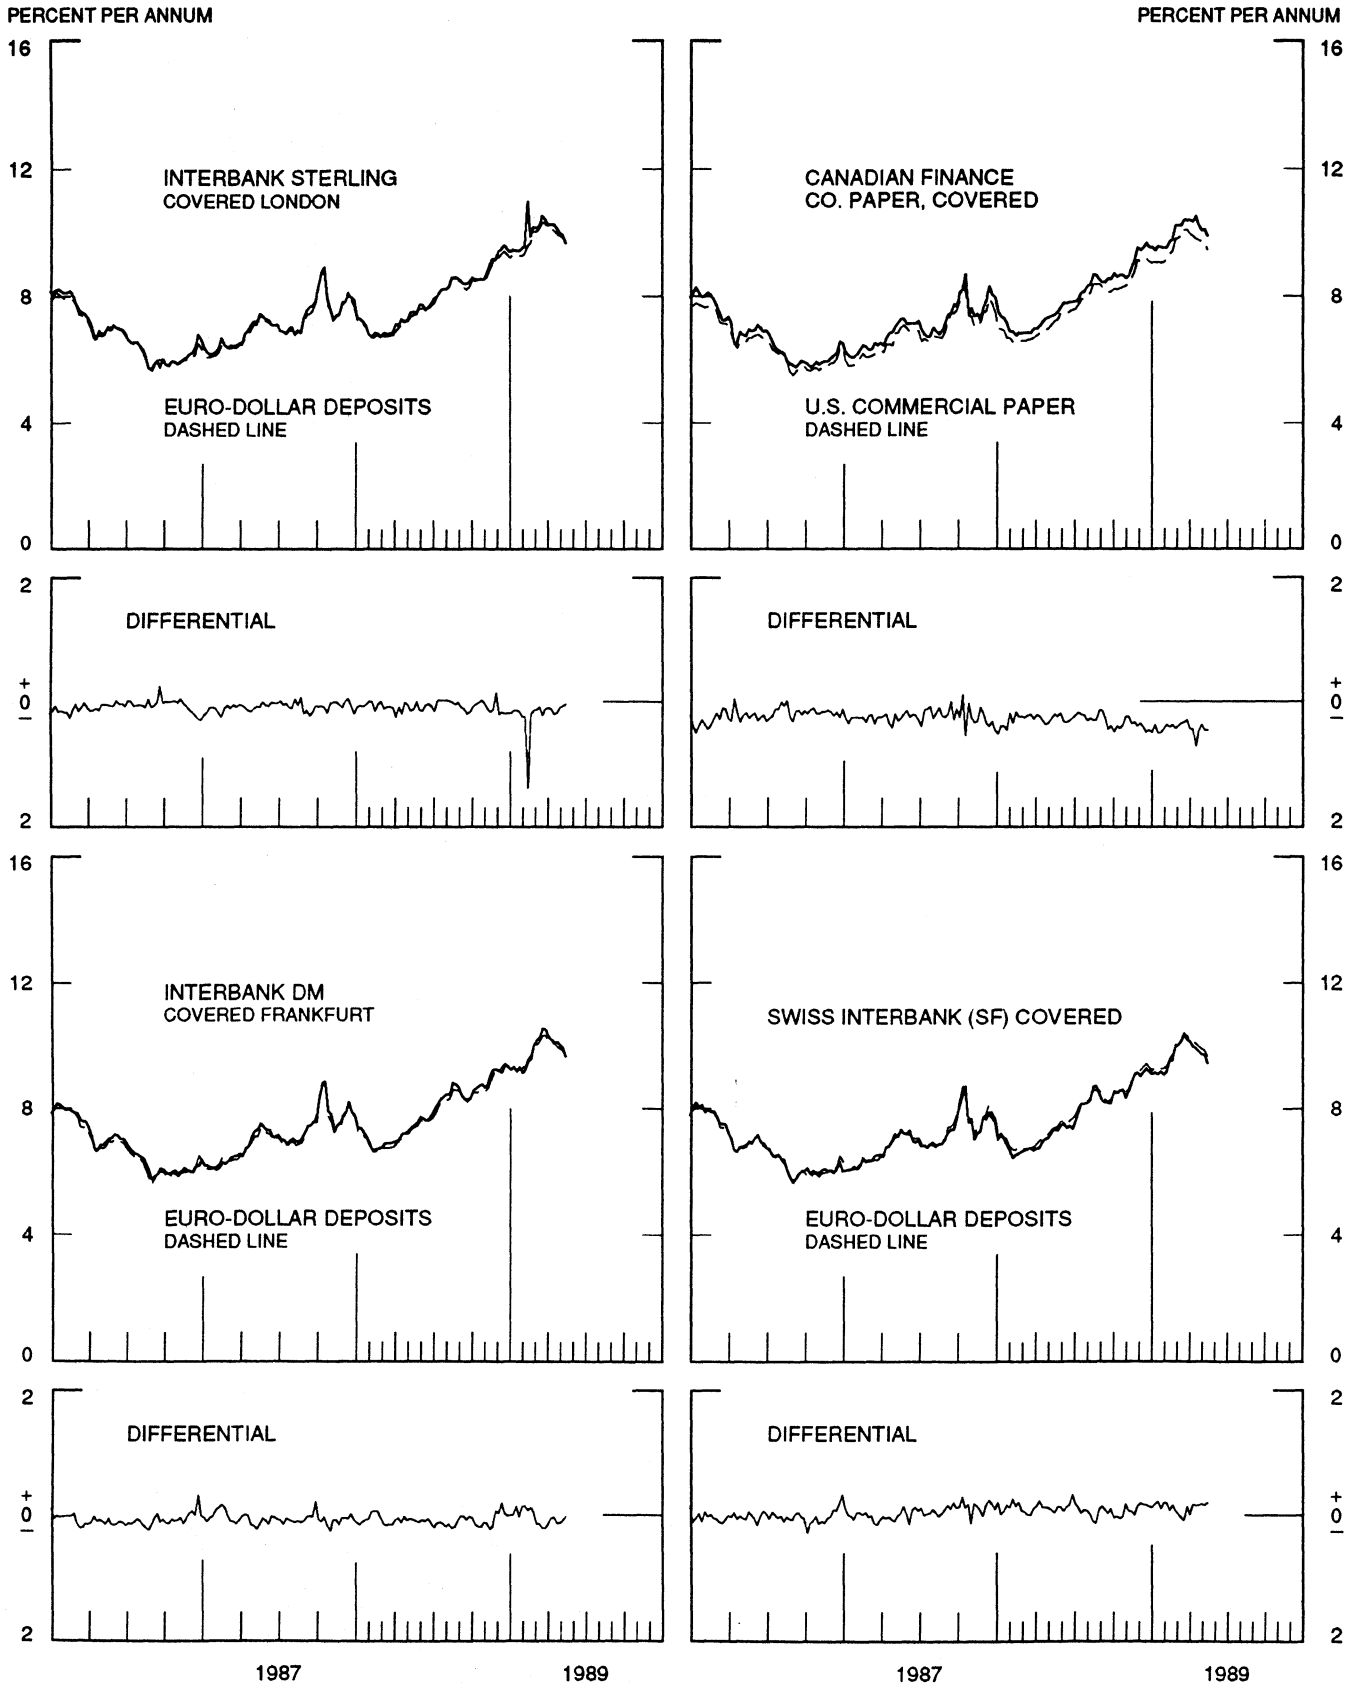 PERCENT PER ANNUM
PERCENT PER ANNUM
16
16
12
INTERBANK STERLING
COVERED LONDON
CANADIAN FINANCE
CO. PAPER, COVERED
12
8
8
EURO-DOLLAR DEPOSITS
DASHED LINE
U.S. COMMERCIAL PAPER
DASHED LINE
4
4
0
0
2
2
DIFFERENTIAL
DIFFERENTIAL
+
0
−
+
0
−
2
2
16
16
12
12
INTERBANK DM
COVERED FRANKFURT
SWISS INTERBANK (SF) COVERED
8
8
EURO-DOLLAR DEPOSITS
DASHED LINE
EURO-DOLLAR DEPOSITS
DASHED LINE
4
4
0
0
2
2
DIFFERENTIAL
DIFFERENTIAL
+
0
−
+
0
−
2
2
1987
1989
1987
1989